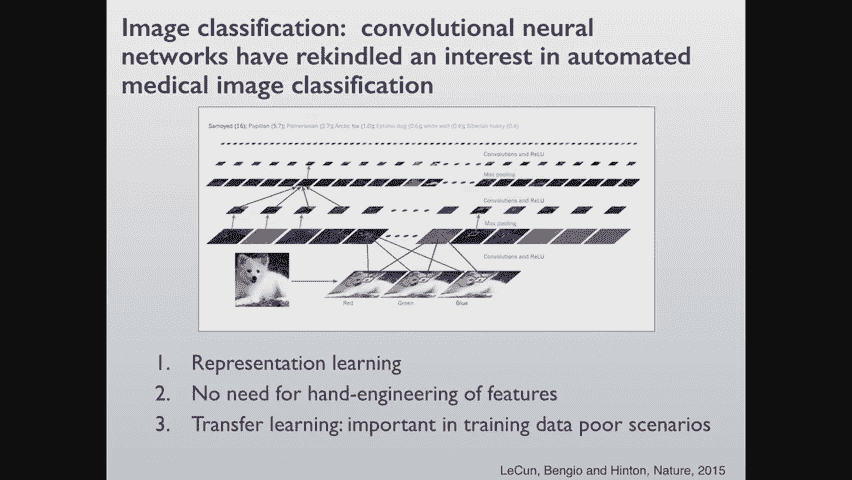 Image classification: convolutional neural
networks have rekindled an interest in automated
medical image classification
Samoyed (16); Papillon (5.7); Pomeranian (2.7); Arctic fox (1.0); Eskimo dog (0.6); white wolf (0.4); Siberian husky (0.4)
Convolutions and ReLU
Max pooling
Convolutions and ReLU
Max pooling
Convolutions and ReLU
Red
Green
Blue
1. Representation learning
2. No need for hand-engineering of features
3. Transfer learning: important in training data poor scenarios
LeCun, Bengio and Hinton, Nature, 2015